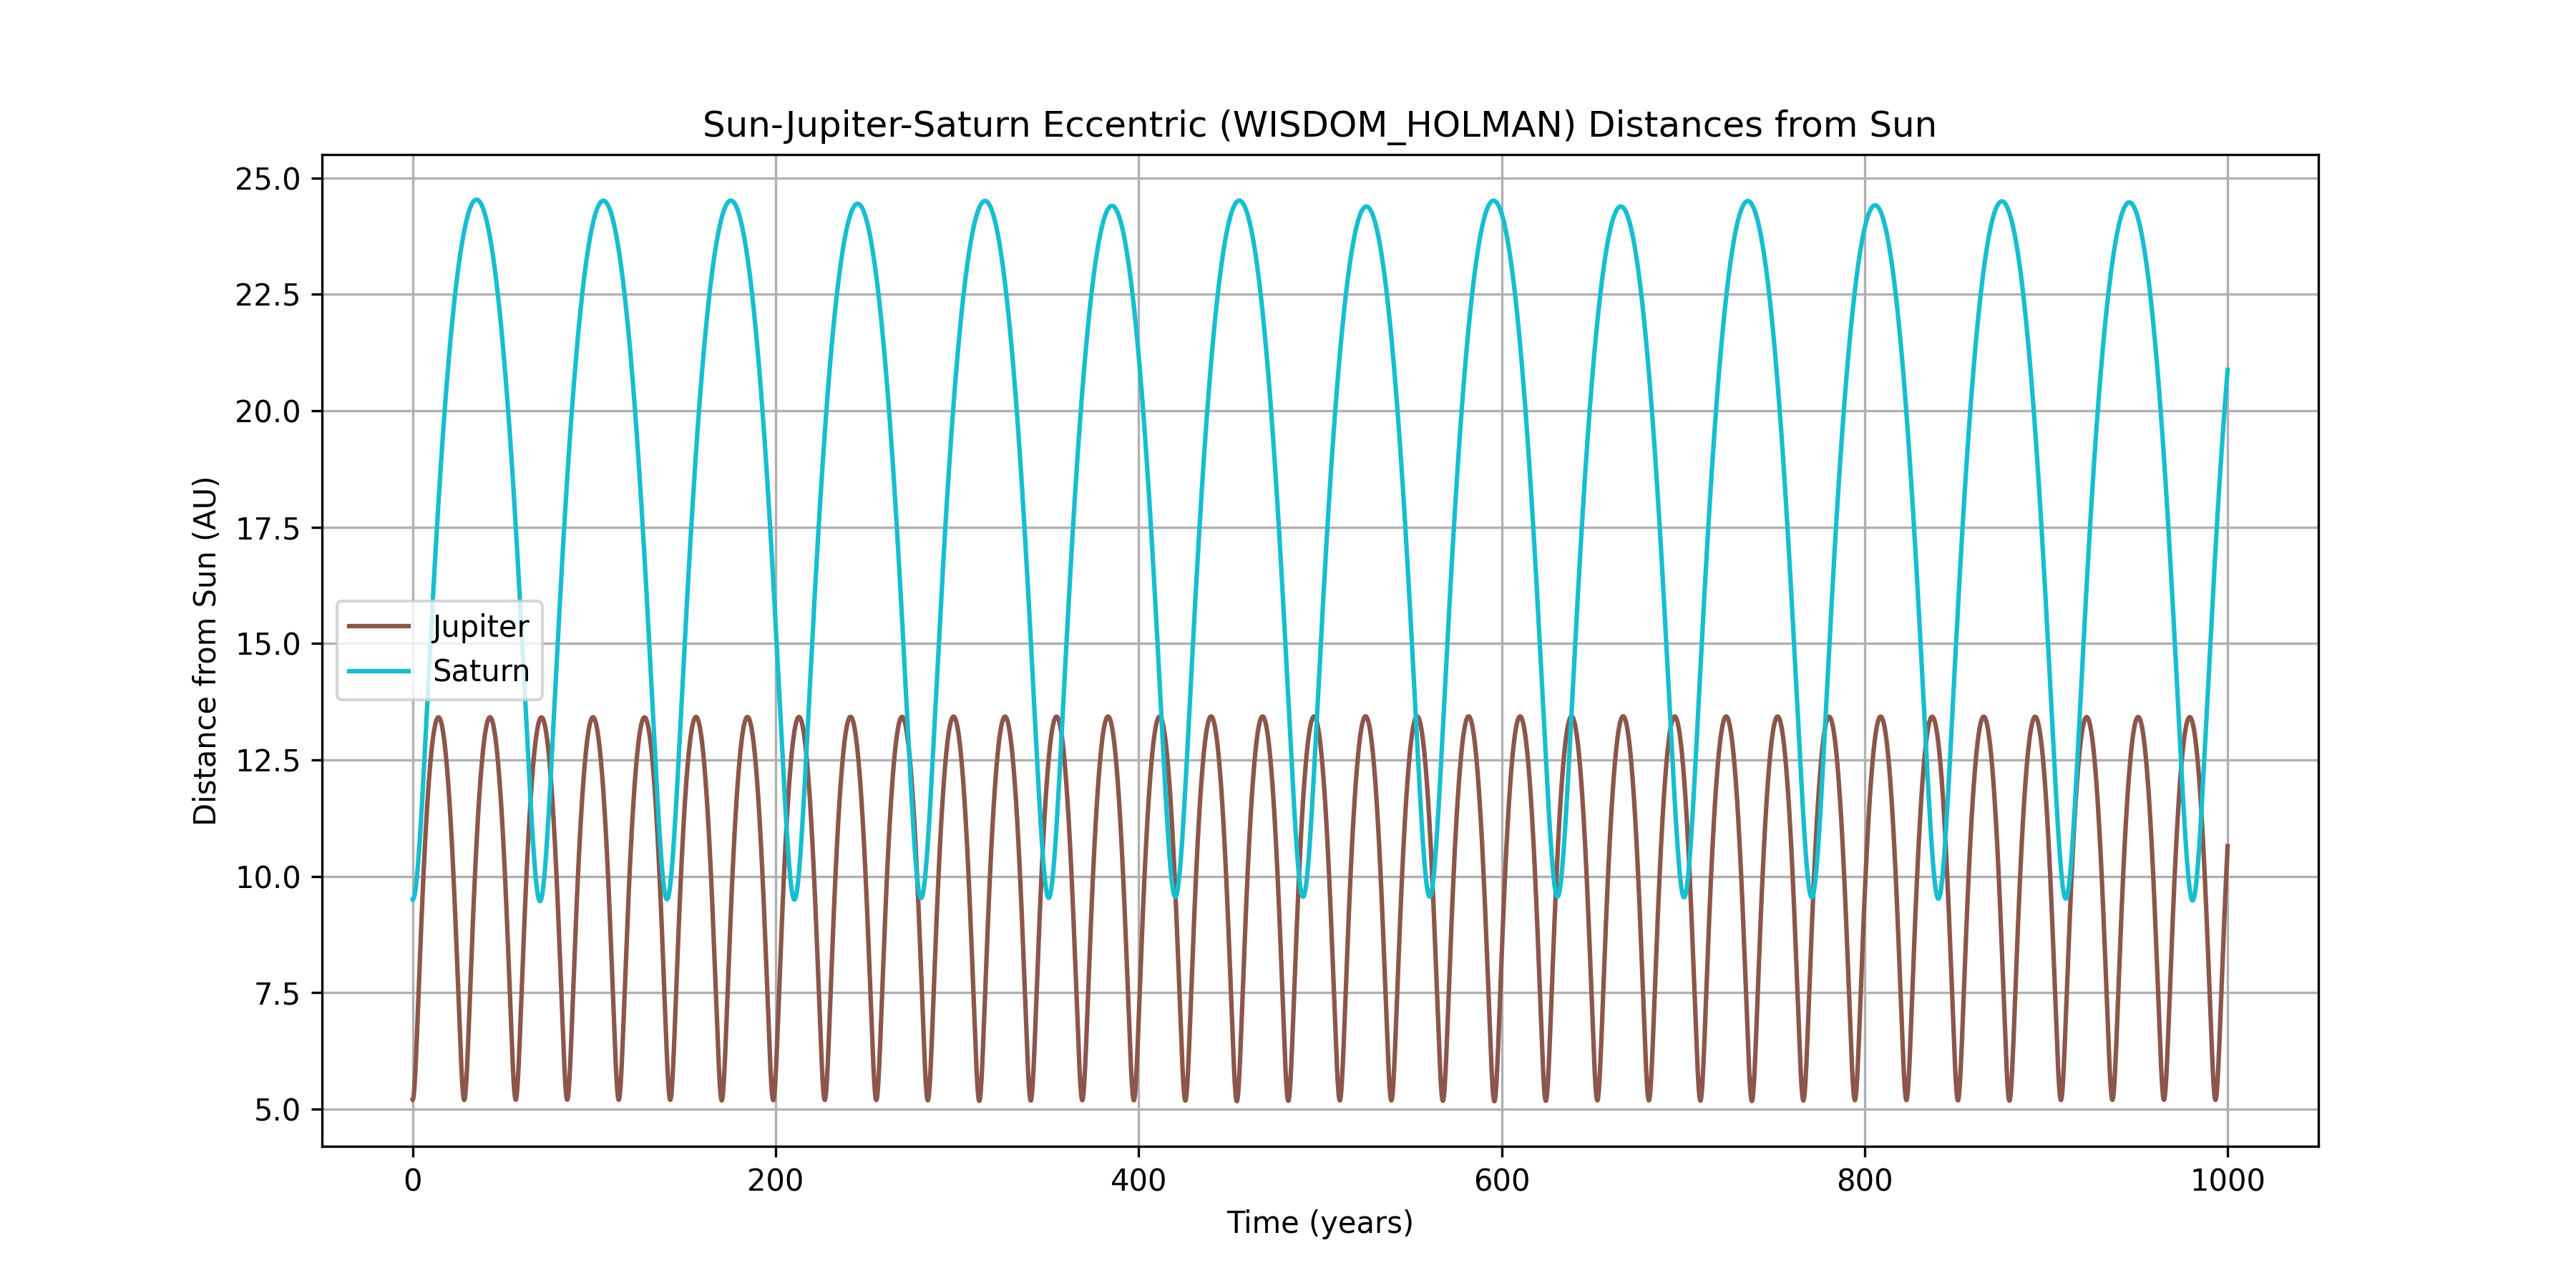 Sun-Jupiter-Saturn Eccentric (WISDOM_HOLMAN) Distances from Sun
Distance from Sun (AU)
25.0
22.5
20.0
17.5
15.0
12.5
10.0
7.5
5.0
Jupiter
Saturn
0 200 400 600 800 1000
Time (years)